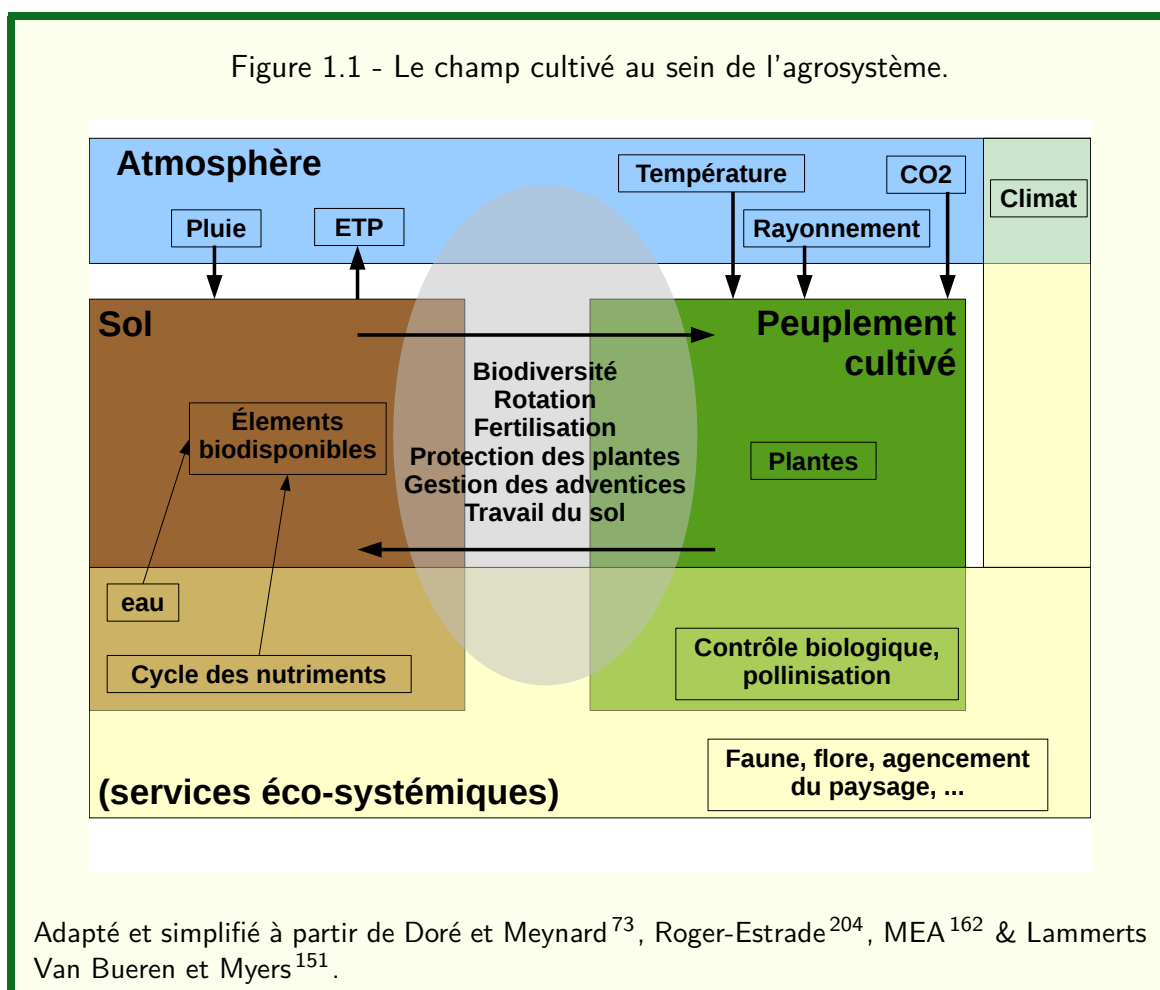 Figure 1.1 - Le champ cultivé au sein de l'agrosystème.
Atmosphère
Température
CO2
Climat
Pluie
ETP
Rayonnement
Sol
Peuplement
cultivé
Biodiversité
Rotation
Fertilisation
Protection des plantes
Gestion des adventices
Travail du sol
Élements
biodisponibles
Plantes
eau
Cycle des nutriments
Contrôle biologique,
pollinisation
Faune, flore, agencement
du paysage, ...
(services éco-systémiques)
Adapté et simplifié à partir de Doré et Meynard 73, Roger-Estrade 204, MEA 162 & Lammerts
Van Bueren et Myers 151.